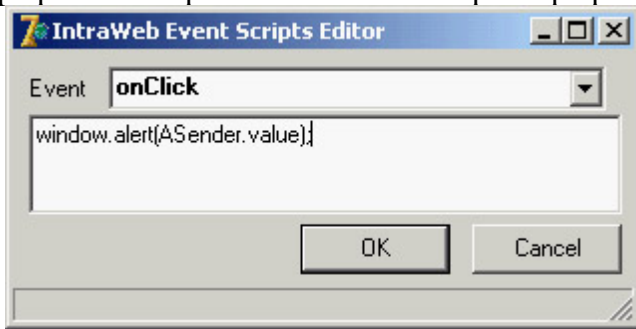 IntraWeb Event Scripts Editor
Event onClick
window.alert(ASender.value);
OK Cancel